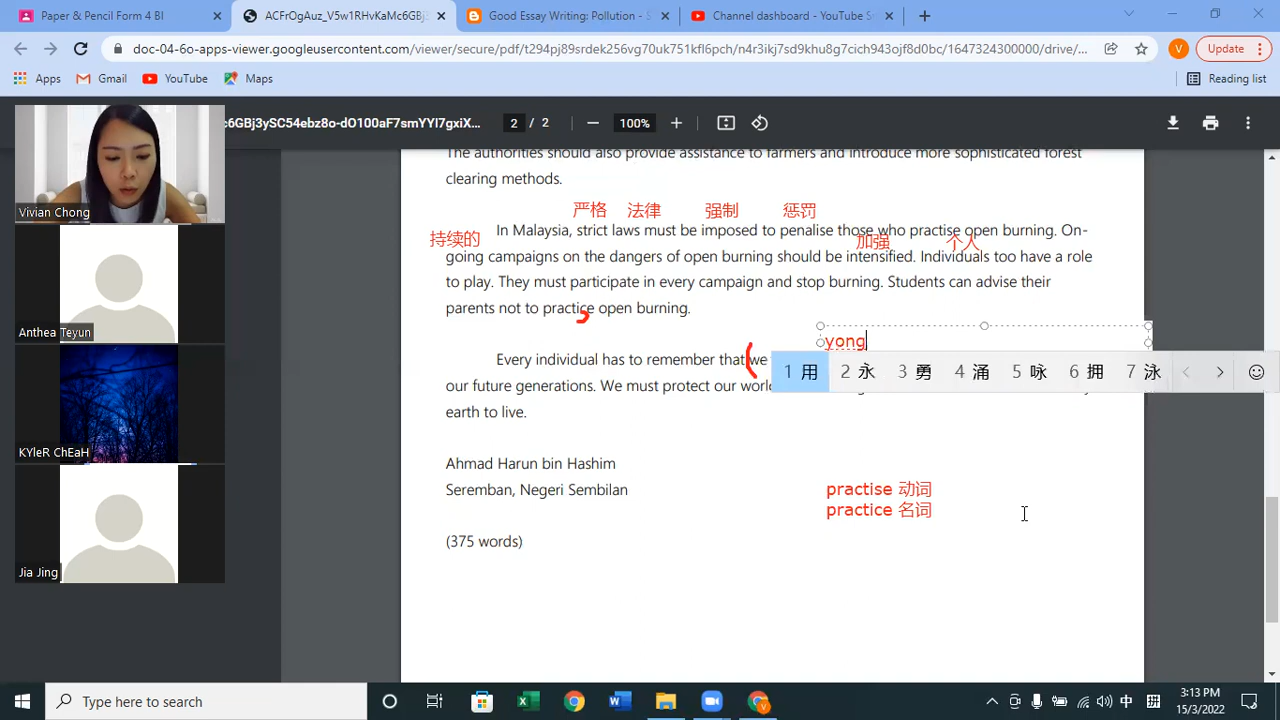 Paper & Pencil Form 4 BI
ACFrOgAuz_V5w1RHvKaMc6GBj
Good Essay Writing: Pollution - S
Channel dashboard - YouTube St
doc-04-6o-apps-viewer.googleusercontent.com/viewer/secure/pdf/t294pj89srdek256vg70uk751kfl6pch/n4r3ikj7sd9khu8g7cich943ojf8d0bc/1647324300000/drive/...
V
Update
Apps
Gmail
YouTube
Maps
Reading list
c6GBj3ySC54ebz8o-dO100aF7smYYI7gxiX...
2 / 2
100%
The authorities should also provide assistance to farmers and introduce more sophisticated forest
clearing methods.
严格 法律 强制 惩罚
In Malaysia, strict laws must be imposed to penalise those who practise open burning. On-
持续的 加强 个人
going campaigns on the dangers of open burning should be intensified. Individuals too have a role
to play. They must participate in every campaign and stop burning. Students can advise their
parents not to practice open burning.
s
yong
Every individual has to remember that we
1 用 2 永 3 勇 4 涌 5 咏 6 拥 7 泳
our future generations. We must protect our world
earth to live.
Ahmad Harun bin Hashim
Seremban, Negeri Sembilan
practise 动词
practice 名词
(375 words)
Vivian Chong
Anthea Teyun
KYleR ChEaH
Jia Jing
Type here to search
中
拼
3:13 PM
15/3/2022